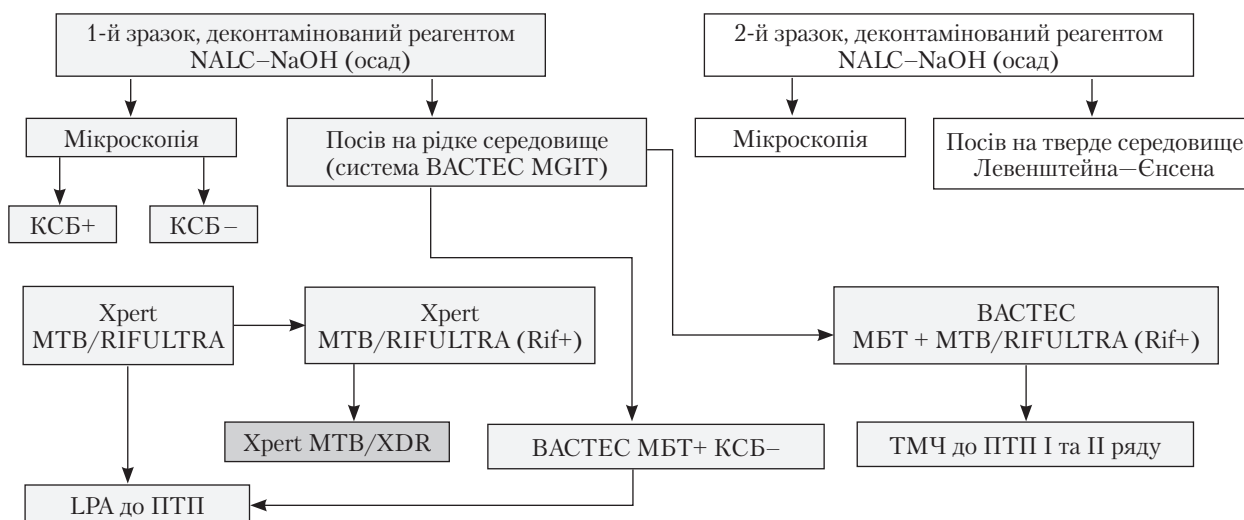 1-й зразок, деконтамінований реагентом
NALC–NaOH (осад)
2-й зразок, деконтамінований реагентом
NALC–NaOH (осад)
Мікроскопія
Посів на рідке середовище
(система BACTEC MGIT)
Мікроскопія
Посів на тверде середовище
Левенштейна—Єнсена
КСБ+
КСБ–
Xpert
MTB/RIFULTRA
Xpert
MTB/RIFULTRA (Rif+)
BACTEC
МБТ + MTB/RIFULTRA (Rif+)
Xpert MTB/XDR
BACTEC МБТ+ КСБ–
ТМЧ до ПТП I та II ряду
LPA до ПТП